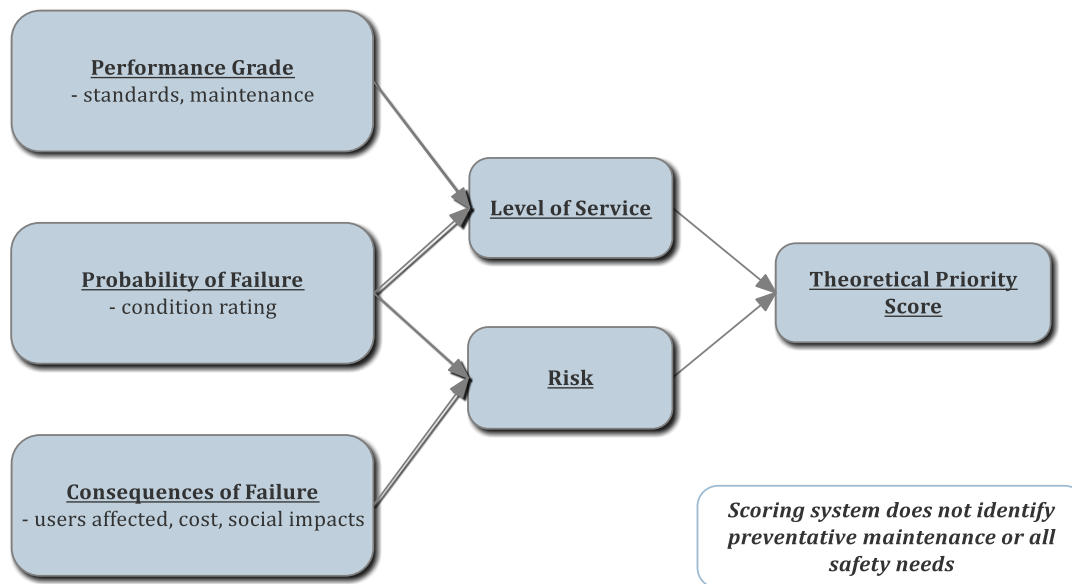 Performance Grade
- standards, maintenance
Probability of Failure
- condition rating
Consequences of Failure
- users affected, cost, social impacts
Level of Service
Risk
Theoretical Priority
Score
Scoring system does not identify
preventative maintenance or all
safety needs